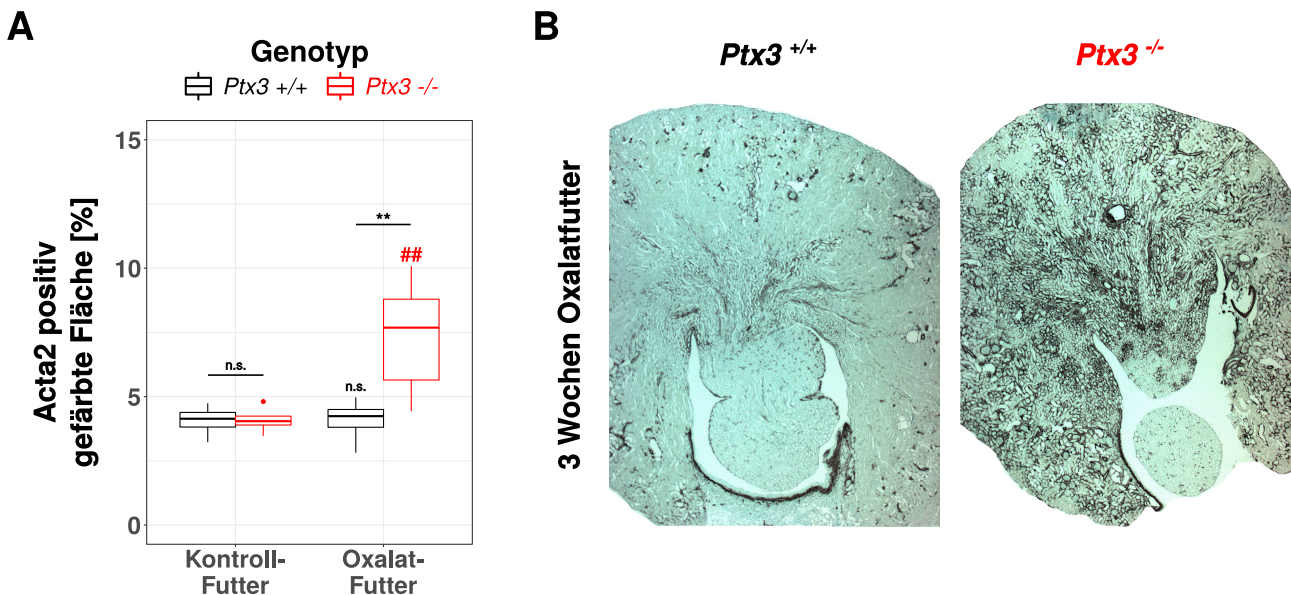 A
Genotyp
Ptx3 +/+ Ptx3 -/-
Acta2 positiv
gefärbte Fläche [%]
15
10
5
0
n.s.
n.s.
**
##
Kontroll-
Futter
Oxalat-
Futter
B
Ptx3 +/+
Ptx3 -/-
3 Wochen Oxalatfutter